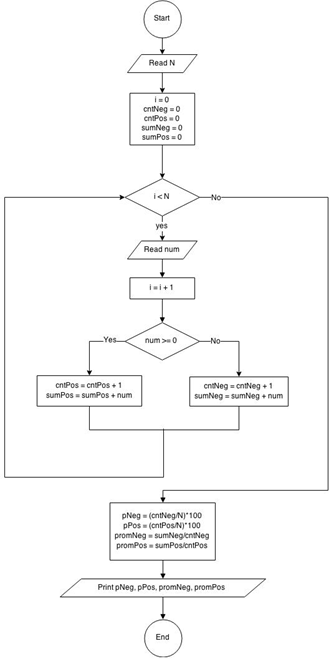 Start
Read N
i = 0
cntNeg = 0
cntPos = 0
sumNeg = 0
sumPos = 0
i < N
No
yes
Read num
i = i + 1
Yes
num >= 0
No
cntPos = cntPos + 1
sumPos = sumPos + num
cntNeg = cntNeg + 1
sumNeg = sumNeg + num
pNeg = (cntNeg/N)*100
pPos = (cntPos/N)*100
promNeg = sumNeg/cntNeg
promPos = sumPos/cntPos
Print pNeg, pPos, promNeg, promPos
End